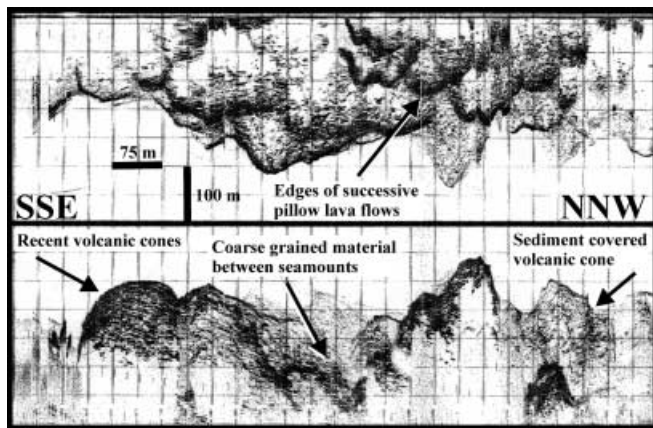 75 m
100 m
Edges of successive
pillow lava flows
SSE
NNW
Recent volcanic cones
Coarse grained material
between seamounts
Sediment covered
volcanic cone